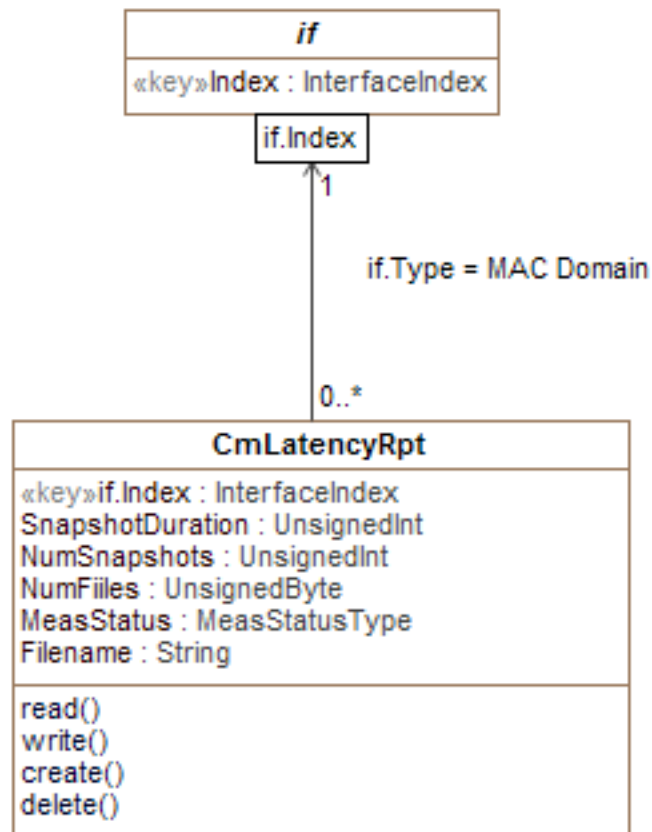 if
«key»Index : InterfaceIndex
if.Index
1
if.Type = MAC Domain
0..*
CmLatencyRpt
«key»if.Index : InterfaceIndex
SnapshotDuration : UnsignedInt
NumSnapshots : UnsignedInt
NumFiiles : UnsignedByte
MeasStatus : MeasStatusType
Filename : String
read()
write()
create()
delete()